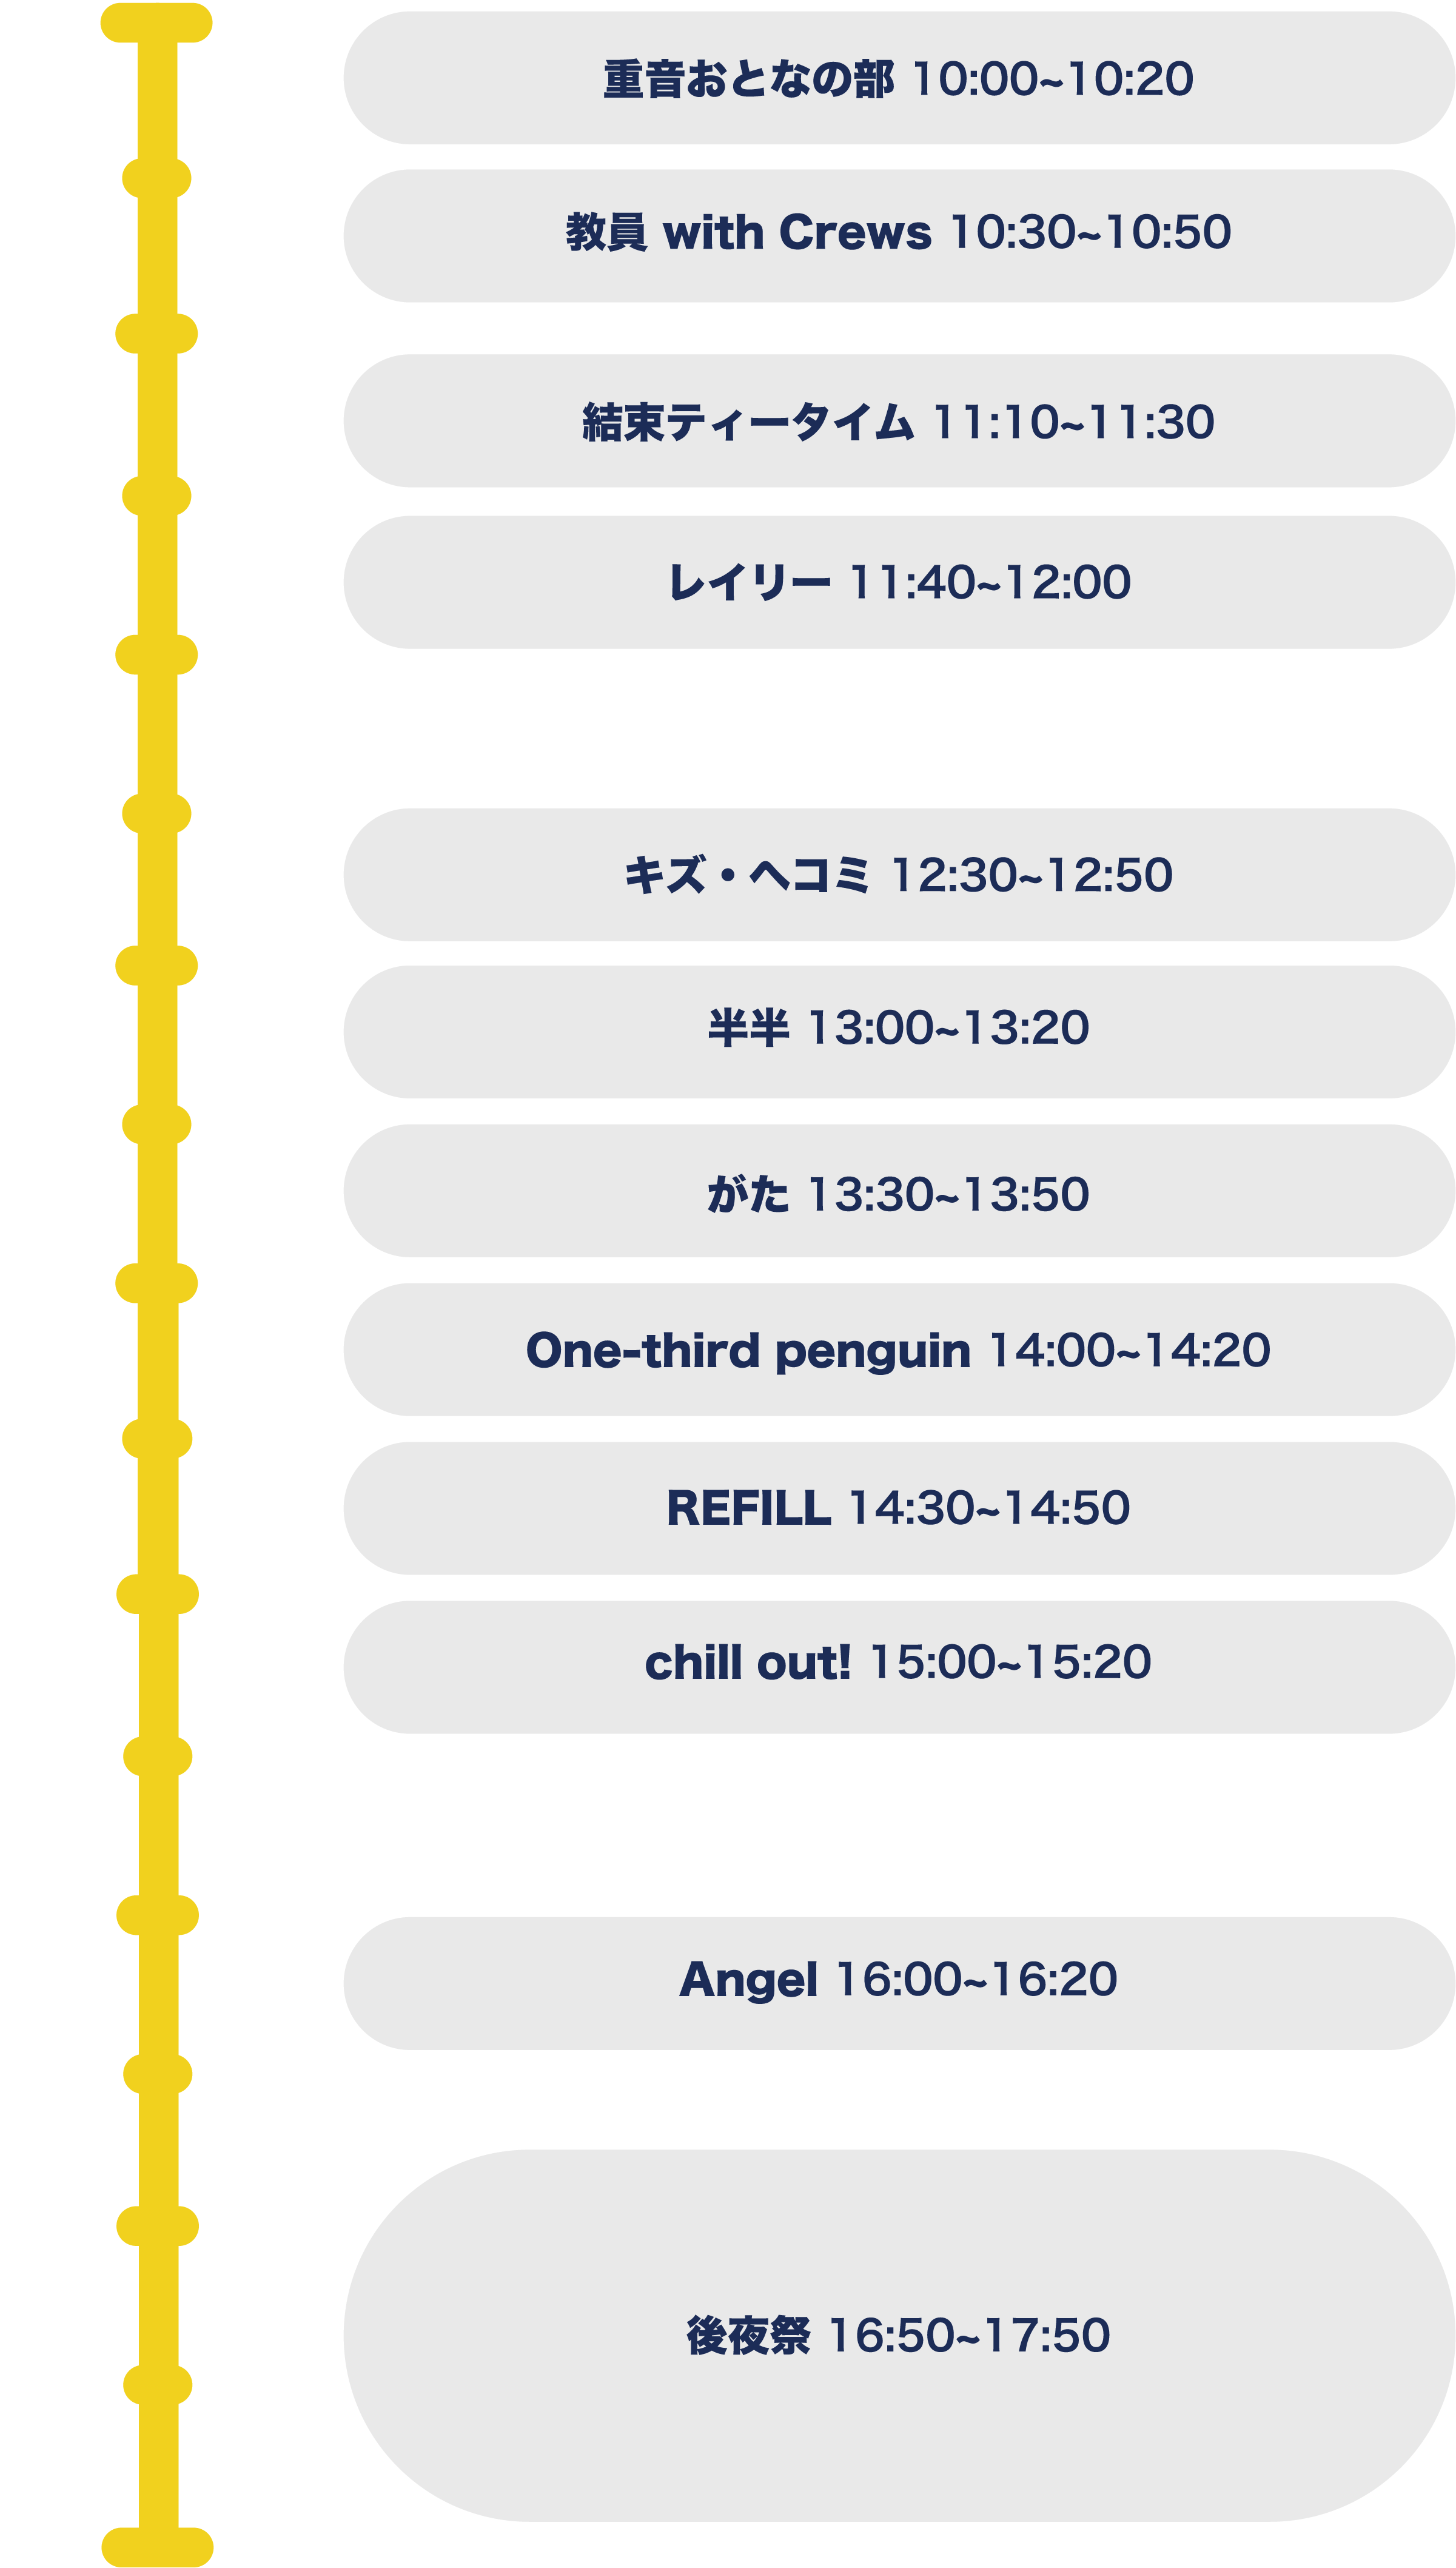 重音おとなの部 10:00~10:20
教員 with Crews 10:30~10:50
結束ティータイム 11:10~11:30
レイリー 11:40~12:00
キズ・ヘコミ 12:30~12:50
半半 13:00~13:20
がた 13:30~13:50
One-third penguin 14:00~14:20
REFILL 14:30~14:50
chill out! 15:00~15:20
Angel 16:00~16:20
後夜祭 16:50~17:50